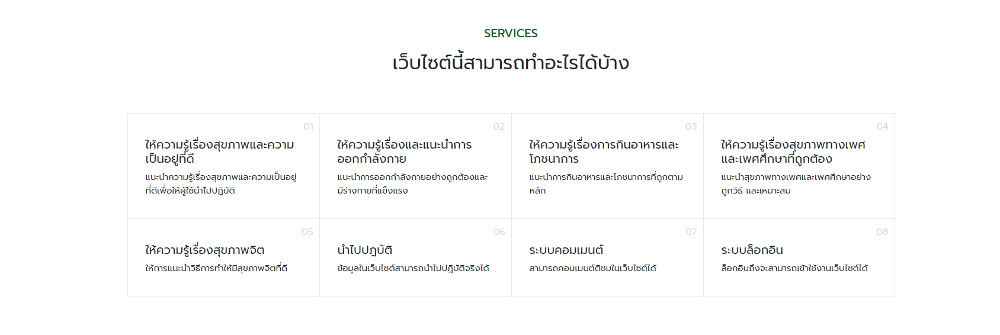 SERVICES
เว็บไซต์นี้สามารถทำอะไรได้บ้าง
01
ให้ความรู้เรื่องสุขภาพและความ
เป็นอยู่ที่ดี
แนะนำความรู้เรื่องสุขภาพและความเป็นอยู่
ที่ดีเพื่อให้ผู้ใช้นำไปปฎิบัติ
02
ให้ความรู้เรื่องและแนะนำการ
ออกกำลังกาย
แนะนำการออกกำลังกายอย่างถูกต้องและ
มีร่างกายที่แข็งแรง
03
ให้ความรู้เรื่องการกินอาหารและ
โภชนาการ
แนะนำการกินอาหารและโภชนาการที่ถูกตาม
หลัก
04
ให้ความรู้เรื่องสุขภาพทางเพศ
และเพศศึกษาที่ถูกต้อง
แนะนำสุขภาพทางเพศและเพศศึกษาอย่าง
ถูกวิธี และเหมาะสม
05
ให้ความรู้เรื่องสุขภาพจิต
ให้การแนะนำวิธีการทำให้มีสุขภาพจิตที่ดี
06
นำไปปฎบัติ
ข้อมูลในเว็บไซต์สามารถนำไปปฎิบัติจริงได้
07
ระบบคอมเมนต์
สามารถคอมเมนต์ติชมในเว็บไซต์ได้
08
ระบบล็อกอิน
ล็อกอินถึงจะสามารถเข้าใช้งานเว็บไซต์ได้